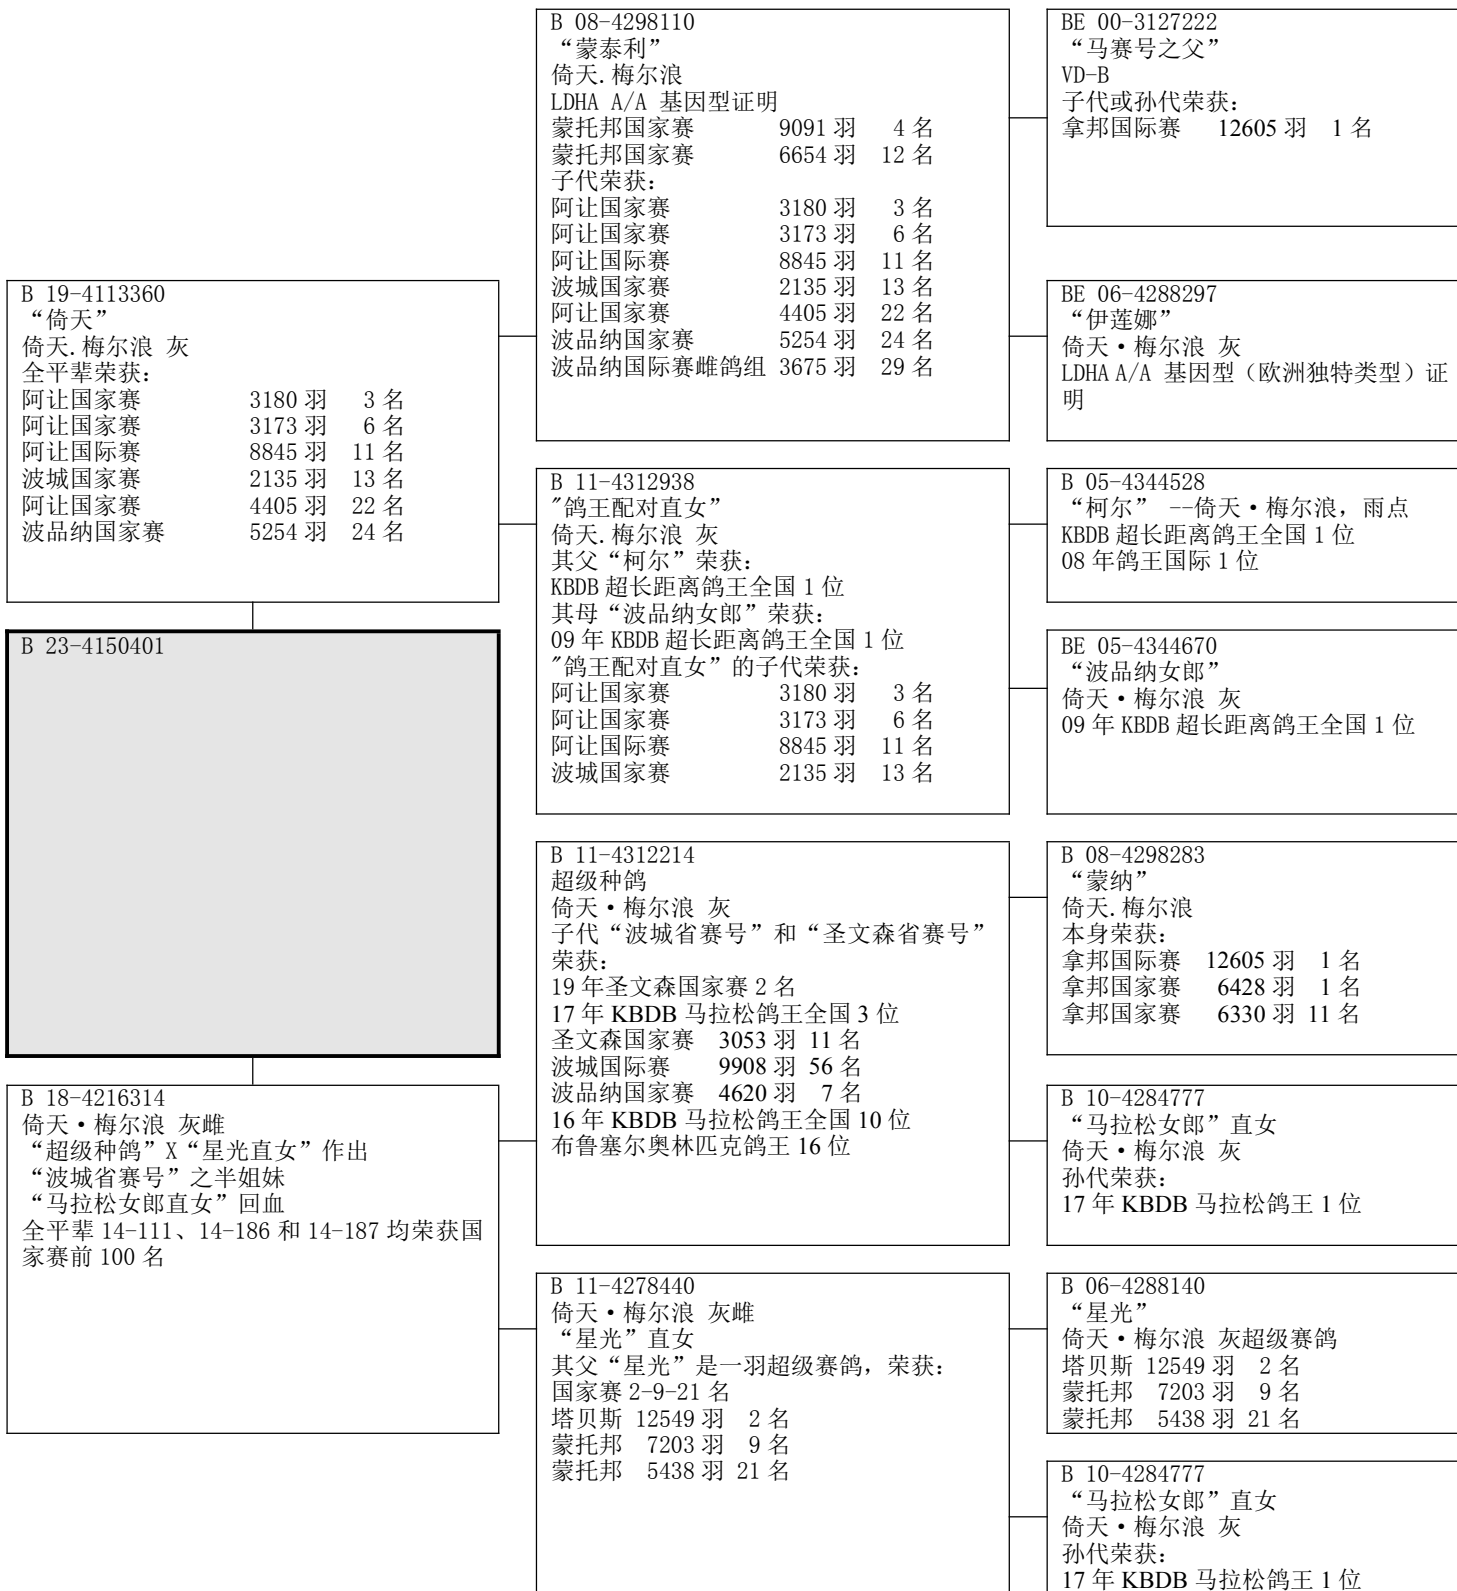 B 08-4298110
“蒙泰利”
倚天.梅尔浪
LDHA A/A 基因型证明
蒙托邦国家赛 9091 羽 4 名
蒙托邦国家赛 6654 羽 12 名
子代荣获：
阿让国家赛 3180 羽 3 名
阿让国家赛 3173 羽 6 名
阿让国际赛 8845 羽 11 名
波城国家赛 2135 羽 13 名
阿让国家赛 4405 羽 22 名
波品纳国家赛 5254 羽 24 名
波品纳国际赛雌鸽组 3675 羽 29 名
BE 00-3127222
“马赛号之父”
VD-B
子代或孙代荣获：
拿邦国际赛 12605 羽 1 名
B 19-4113360
“倚天”
倚天.梅尔浪 灰
全平辈荣获：
阿让国家赛 3180 羽 3 名
阿让国家赛 3173 羽 6 名
阿让国际赛 8845 羽 11 名
波城国家赛 2135 羽 13 名
阿让国家赛 4405 羽 22 名
波品纳国家赛 5254 羽 24 名
BE 06-4288297
“伊莲娜”
倚天·梅尔浪 灰
LDHA A/A 基因型（欧洲独特类型）证
明
B 11-4312938
"鸽王配对直女”
倚天.梅尔浪 灰
其父“柯尔”荣获：
KBDB 超长距离鸽王全国 1 位
其母“波品纳女郎”荣获：
09 年 KBDB 超长距离鸽王全国 1 位
"鸽王配对直女”的子代荣获：
阿让国家赛 3180 羽 3 名
阿让国家赛 3173 羽 6 名
阿让国际赛 8845 羽 11 名
波城国家赛 2135 羽 13 名
B 05-4344528
“柯尔” --倚天·梅尔浪，雨点
KBDB 超长距离鸽王全国 1 位
08 年鸽王国际 1 位
BE 05-4344670
“波品纳女郎”
倚天·梅尔浪 灰
09 年 KBDB 超长距离鸽王全国 1 位
B 23-4150401
B 11-4312214
超级种鸽
倚天·梅尔浪 灰
子代“波城省赛号”和“圣文森省赛号”
荣获：
19 年圣文森国家赛 2 名
17 年 KBDB 马拉松鸽王全国 3 位
圣文森国家赛 3053 羽 11 名
波城国际赛 9908 羽 56 名
波品纳国家赛 4620 羽 7 名
16 年 KBDB 马拉松鸽王全国 10 位
布鲁塞尔奥林匹克鸽王 16 位
B 08-4298283
“蒙纳”
倚天.梅尔浪
本身荣获：
拿邦国际赛 12605 羽 1 名
拿邦国家赛 6428 羽 1 名
拿邦国家赛 6330 羽 11 名
B 18-4216314
倚天·梅尔浪 灰雌
“超级种鸽”X“星光直女”作出
“波城省赛号”之半姐妹
“马拉松女郎直女”回血
全平辈 14-111、14-186 和 14-187 均荣获国
家赛前 100 名
B 10-4284777
“马拉松女郎”直女
倚天·梅尔浪 灰
孙代荣获：
17 年 KBDB 马拉松鸽王 1 位
B 11-4278440
倚天·梅尔浪 灰雌
“星光”直女
其父“星光”是一羽超级赛鸽，荣获：
国家赛 2-9-21 名
塔贝斯 12549 羽 2 名
蒙托邦 7203 羽 9 名
蒙托邦 5438 羽 21 名
B 06-4288140
“星光”
倚天·梅尔浪 灰超级赛鸽
塔贝斯 12549 羽 2 名
蒙托邦 7203 羽 9 名
蒙托邦 5438 羽 21 名
B 10-4284777
“马拉松女郎”直女
倚天·梅尔浪 灰
孙代荣获：
17 年 KBDB 马拉松鸽王 1 位